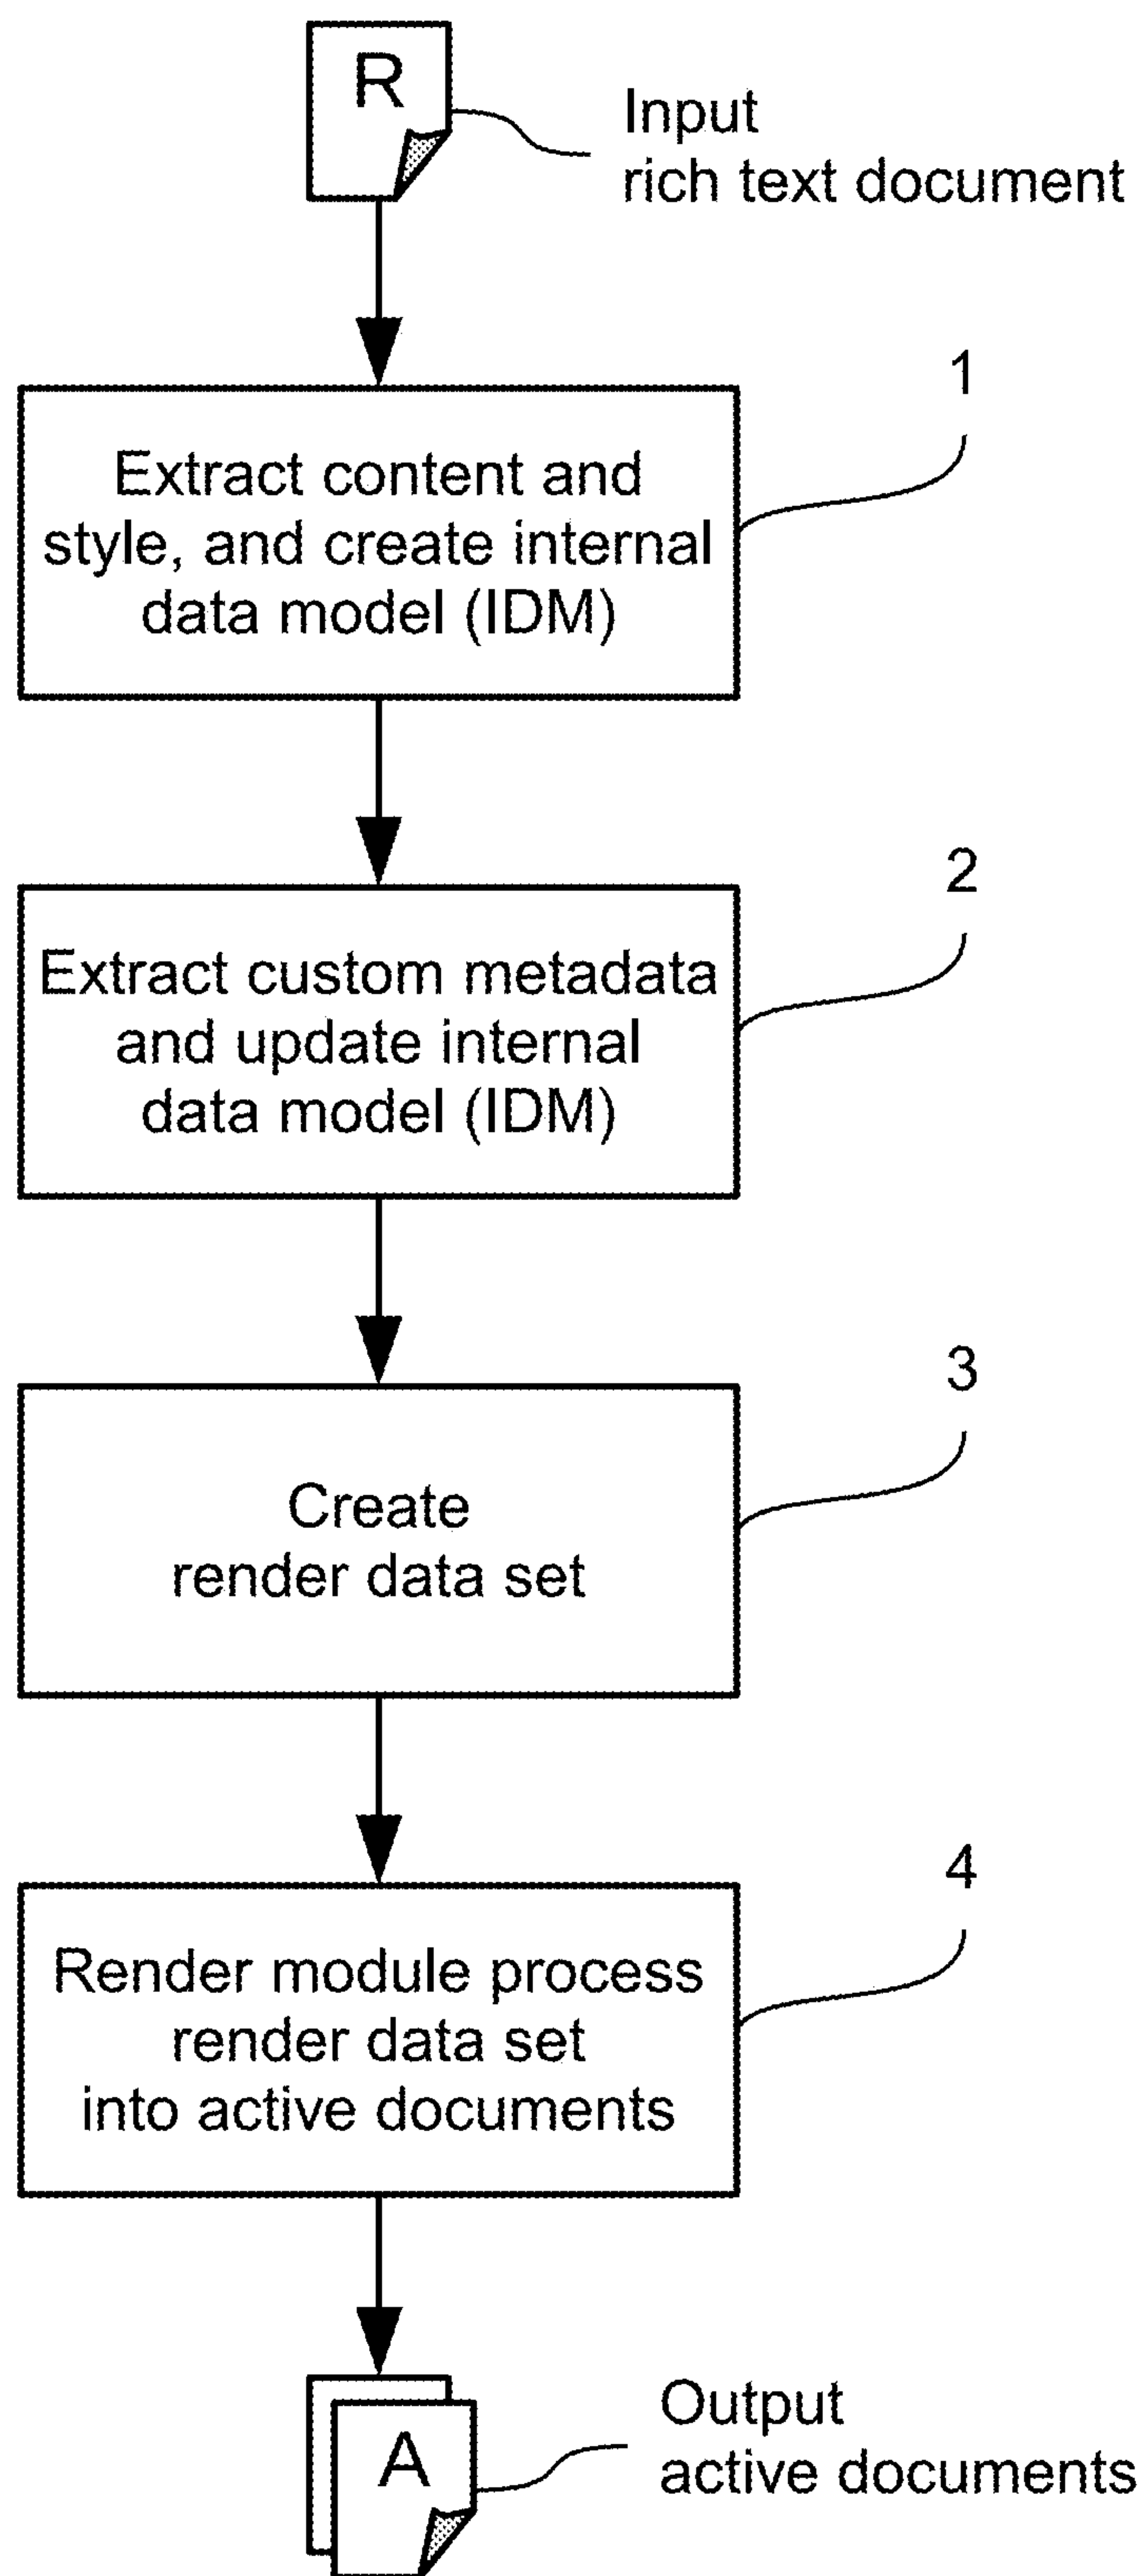 R
Input
rich text document
1
Extract content and
style, and create internal
data model (IDM)
2
Extract custom metadata
and update internal
data model (IDM)
3
Create
render data set
4
Render module process
render data set
into active documents
A
Output
active documents